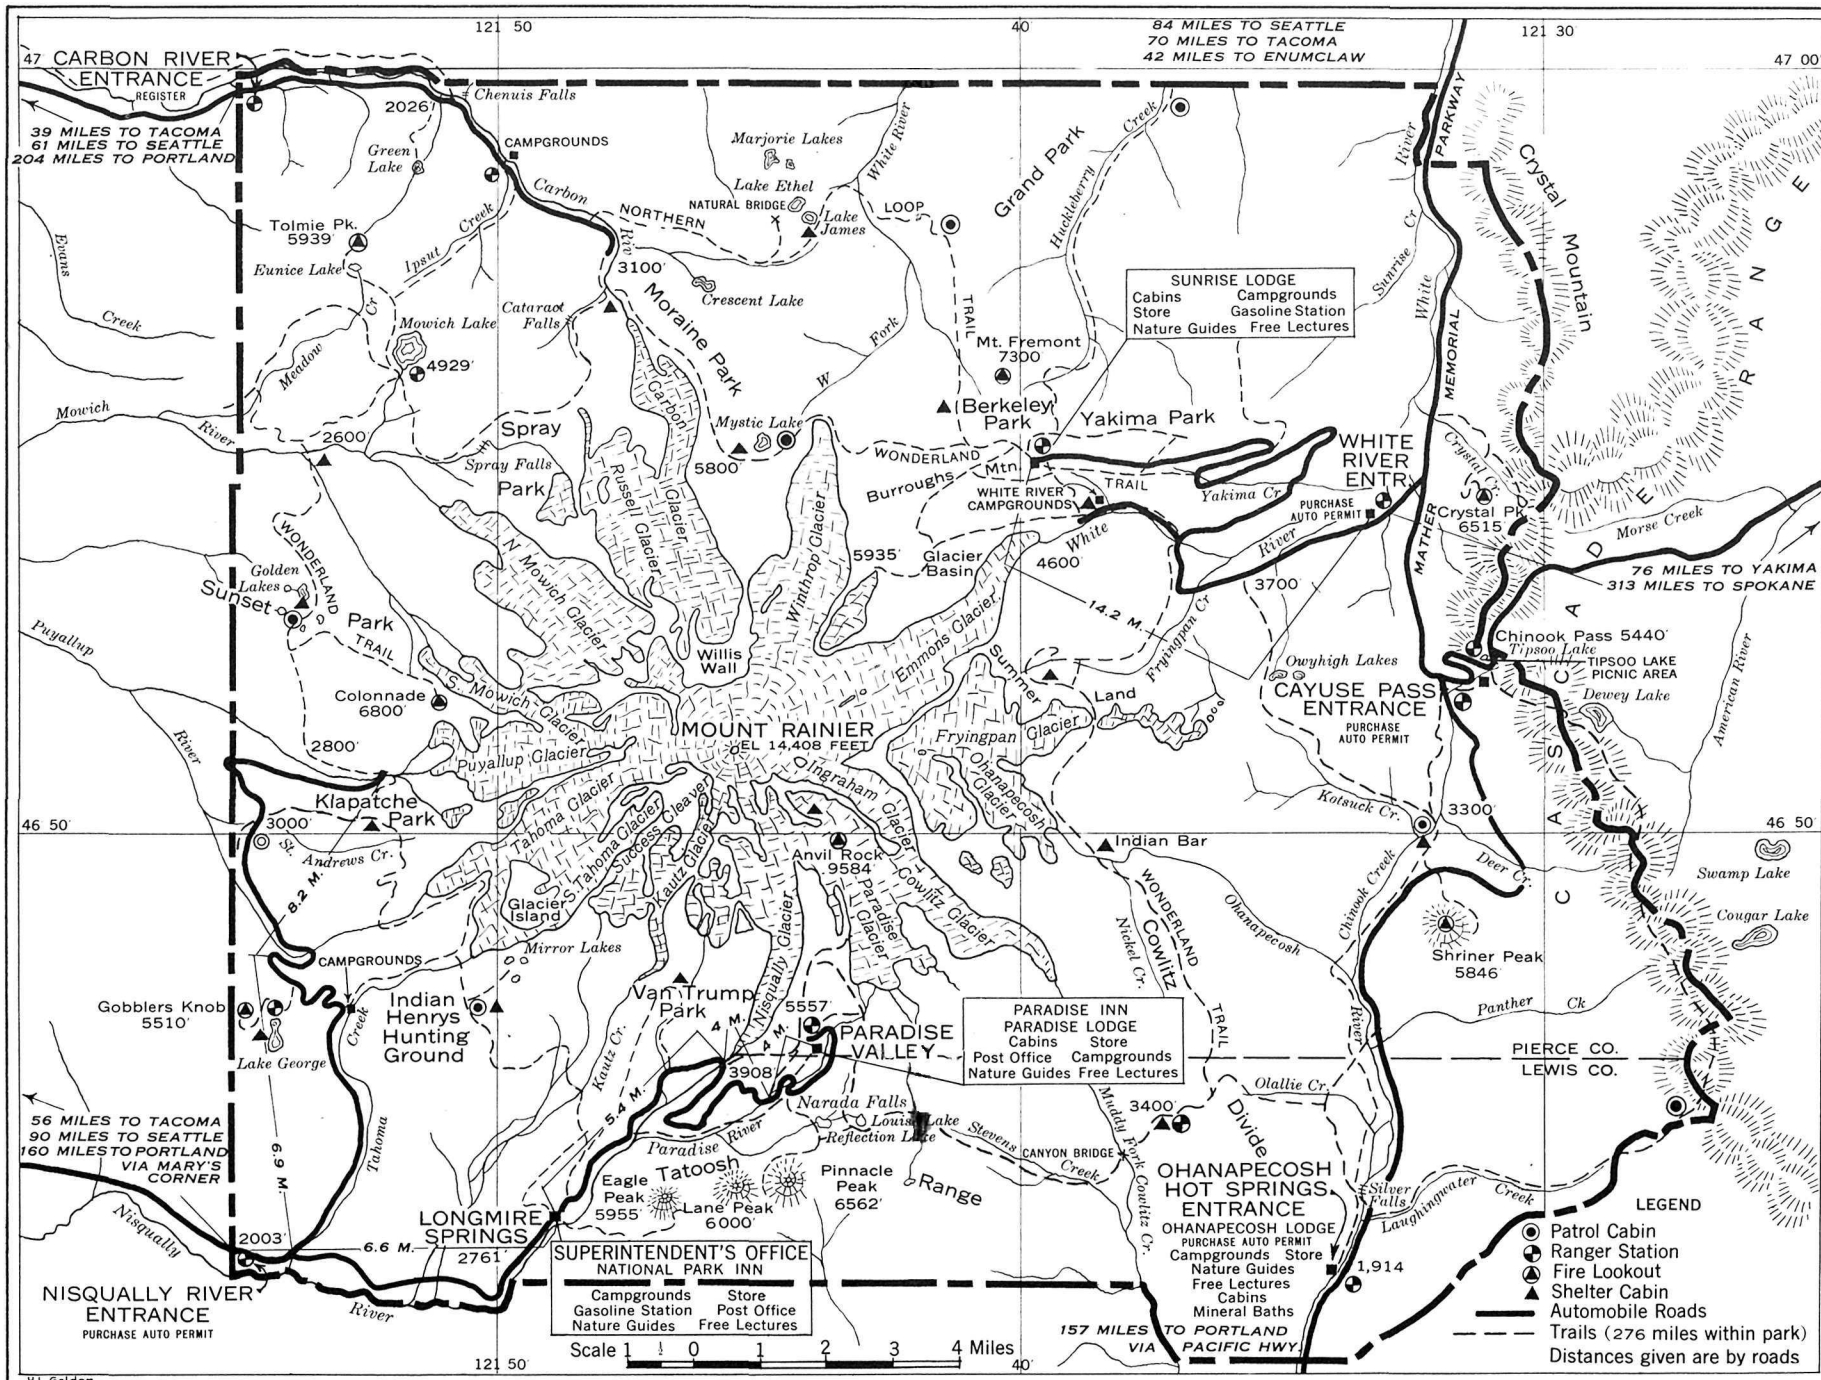 121 50
40
84 MILES TO SEATTLE
70 MILES TO TACOMA
42 MILES TO ENUMCLAW
121 30
47
47 00'
CARBON RIVER
ENTRANCE
REGISTER
39 MILES TO TACOMA
61 MILES TO SEATTLE
204 MILES TO PORTLAND
2026'
Chenuis Falls
CAMPGROUNDS
Green
Lake
Marjorie Lakes
Lake Ethel
NATURAL BRIDGE
Lake
James
White River
LOOP
Grand Park
Huckleberry
Creek
River
PARKWAY
Crystal
Mountain
Carbon
Riv
NORTHERN
Tolmie Pk.
5939'
Eunice Lake
Ipsut Creek
Evans
Creek
3100'
Crescent Lake
Cataract
Falls
Moraine Park
TRAIL
Fork
W
Sunrise Cr
White
SUNRISE LODGE
Cabins Campgrounds
Store Gasoline Station
Nature Guides Free Lectures
MEMORIAL
RANGE
Mowich Lake
4929'
Meadow
Cr
Mowich
River
2600'
Spray
Park
Spray Falls
Mystic Lake
5800'
Mt. Fremont
7300'
Berkeley
Park
Yakima Park
WONDERLAND
TRAIL
Burroughs Mtn.
WHITE RIVER
CAMPGROUNDS
Yakima Cr
WHITE
RIVER
ENTR.
PURCHASE
AUTO PERMIT
Crystal Cr.
Crystal Pk.
6515'
Morse Creek
76 MILES TO YAKIMA
313 MILES TO SPOKANE
Carbon
Glacier
Russell Glacier
N Mowich Glacier
Winthrop Glacier
5935'
Glacier
Basin
4600'
White
River
3700'
MATHER
CASCADE
WONDERLAND
TRAIL
Golden
Lakes
Sunset
Park
Puyallup
River
Willis
Wall
Emmons Glacier
14.2 M.
Fryingpan Cr
Summer
Land
Owyhigh Lakes
Chinook Pass 5440'
Tipsoo Lake
TIPSOO LAKE
PICNIC AREA
Dewey Lake
American River
CAYUSE PASS
ENTRANCE
PURCHASE
AUTO PERMIT
Colonnade
6800'
S. Mowich Glacier
2800'
Puyallup Glacier
MOUNT RAINIER
EL 14,408 FEET
Fryingpan Glacier
Ohanapecosh
Glacier
Ingraham Glacier
46 50'
46 50'
Klapatche
Park
3000'
St.
Andrews Cr.
8.2 M.
Tahoma Glacier
S. Tahoma Glacier
Success Cleaver
Kautz Glacier
Glacier
Island
Anvil Rock
9584'
Cowlitz Glacier
Paradise
Glacier
Nisqually Glacier
Indian Bar
Kotsuck Cr.
3300'
Deer Cr.
Swamp Lake
Cougar Lake
Shriner Peak
5846'
Panther Ck
Chinook Creek
Ohanapecosh
River
WONDERLAND
TRAIL
Cowlitz
Divide
Nickel Cr.
CAMPGROUNDS
Mirror Lakes
Indian
Henrys
Hunting
Ground
Gobblers Knob
5510'
Lake George
Creek
Tahoma
Van Trump
Park
Kautz Cr.
4 M.
4 M.
5557'
3908'
PARADISE
VALLEY
PARADISE INN
PARADISE LODGE
Cabins Store
Post Office Campgrounds
Nature Guides Free Lectures
PIERCE CO.
LEWIS CO.
56 MILES TO TACOMA
90 MILES TO SEATTLE
160 MILES TO PORTLAND
VIA MARY'S
CORNER
6.9 M.
5.4 M.
Narada Falls
Louise Lake
Reflection Lake
Paradise River
Stevens
Creek
CANYON BRIDGE
Muddy Fork Cowlitz Cr.
3400'
Olallie Cr.
Eagle
Peak
5955'
Tatoosh
Range
Lane Peak
6000'
Pinnacle
Peak
6562'
OHANAPECOSH
HOT SPRINGS
ENTRANCE
OHANAPECOSH LODGE
PURCHASE AUTO PERMIT
Campgrounds Store
Nature Guides
Free Lectures
Cabins
Mineral Baths
Silver
Falls
Laughingwater Creek
1,914
Nisqually
River
2003'
6.6 M.
LONGMIRE
SPRINGS
2761'
NISQUALLY RIVER
ENTRANCE
PURCHASE AUTO PERMIT
SUPERINTENDENT'S OFFICE
NATIONAL PARK INN
Campgrounds Store
Gasoline Station Post Office
Nature Guides Free Lectures
157 MILES TO PORTLAND
VIA PACIFIC HWY.
LEGEND
Patrol Cabin
Ranger Station
Fire Lookout
Shelter Cabin
Automobile Roads
Trails (276 miles within park)
Distances given are by roads
Scale 1 0 1 2 3 4 Miles
121 50'
40'